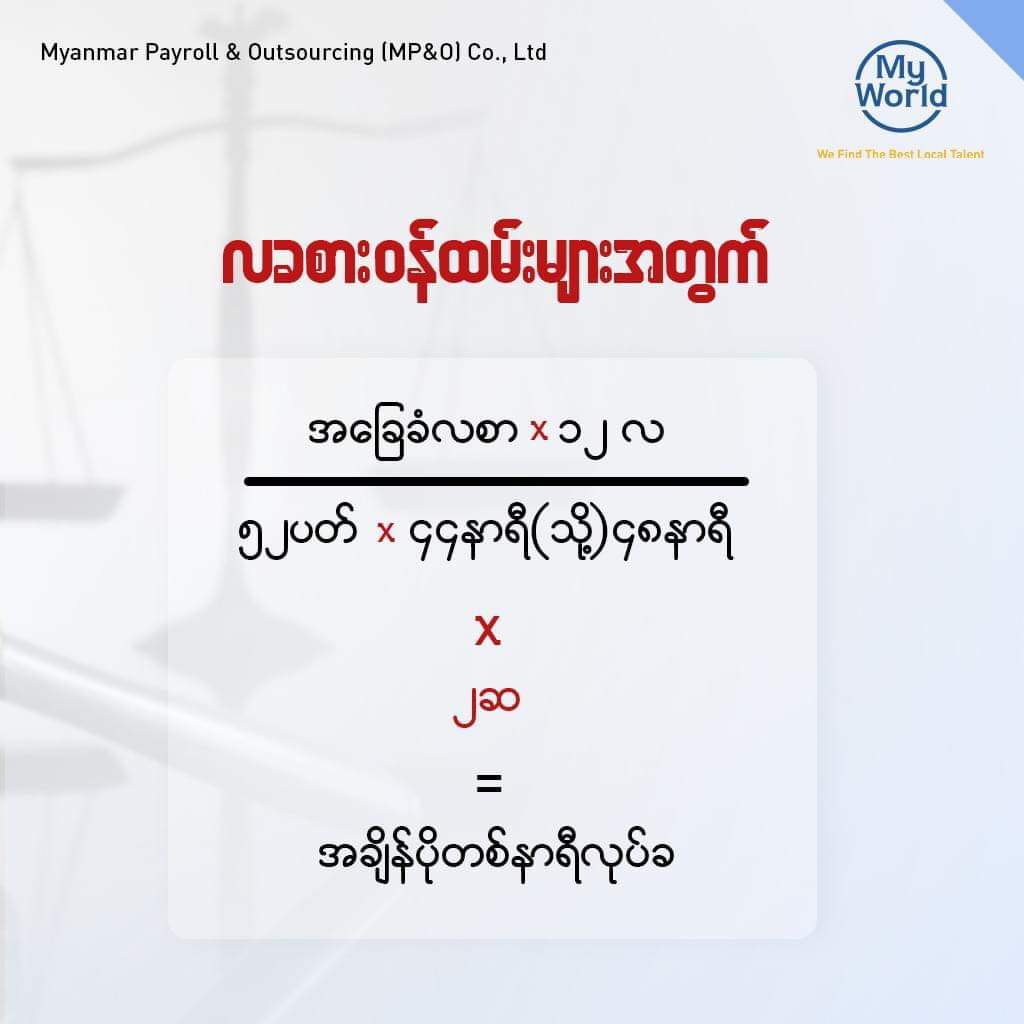 Myanmar Payroll & Outsourcing (MP&O) Co., Ltd
My
World
We Find The Best Local Talent
လခစားဝန်ထမ်းများအတွက်
အခြေခံလစာ x ၁၂ လ
၅၂ပတ် x ၄၄နာရီ(သို့)၄၈နာရီ
x
၂ဆ
=
အချိန်ပိုတစ်နာရီလုပ်ခ